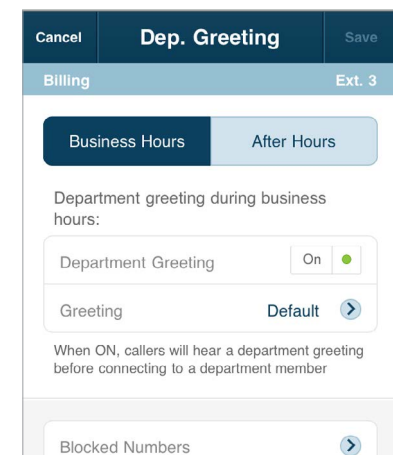 Cancel Dep. Greeting Save
Billing Ext. 3
Business Hours After Hours
Department greeting during business
hours:
Department Greeting On
Greeting Default
When ON, callers will hear a department greeting
before connecting to a department member
Blocked Numbers